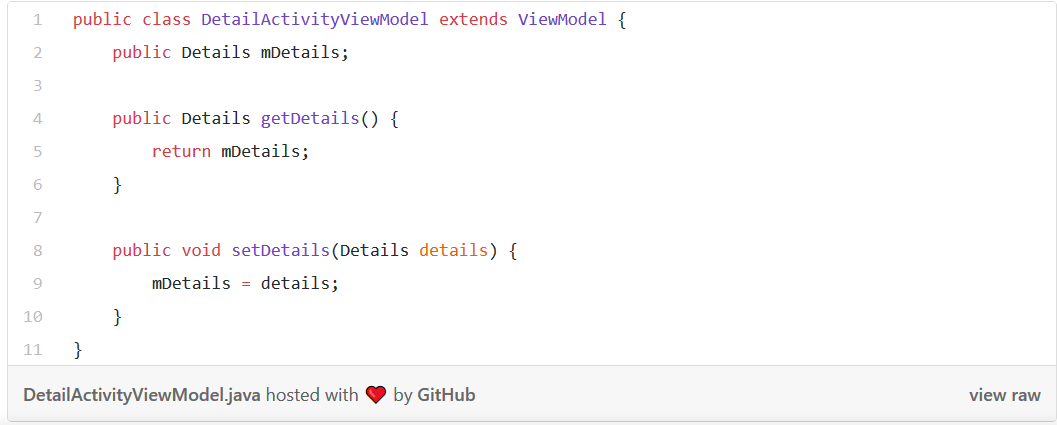 1 public class DetailActivityViewModel extends ViewModel {
2     public Details mDetails;
3
4     public Details getDetails() {
5         return mDetails;
6     }
7
8     public void setDetails(Details details) {
9         mDetails = details;
10     }
11 }
DetailActivityViewModel.java hosted with ❤ by GitHub view raw